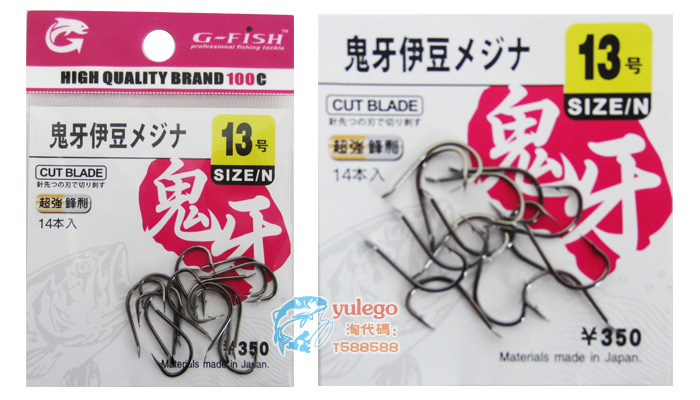 G-FiSH™
professional fishing tackle
HIGH QUALITY BRAND 100C
鬼牙伊豆メジナ
13号
SIZE/N
CUT BLADE
針先つの刃で切り刺す
超強 鋒利
14本入
鬼牙
¥350
Materials made in Japan.
鬼牙伊豆メジナ
13号
SIZE/N
CUT BLADE
針先つの刃で切り刺す
超強 鋒利
14本入
鬼牙
¥350
Materials made in Japan.
yulego
淘代碼:
T588588